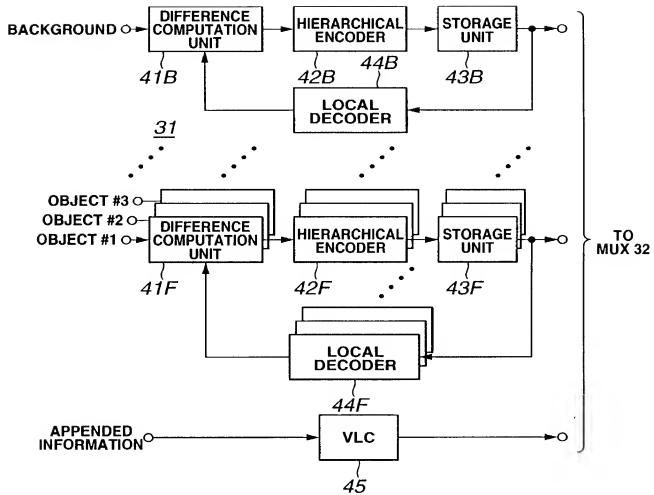 BACKGROUND
DIFFERENCE
COMPUTATION
UNIT
HIERARCHICAL
ENCODER
STORAGE
UNIT
41B
42B
44B
43B
LOCAL
DECODER
31
OBJECT #3
OBJECT #2
OBJECT #1
DIFFERENCE
COMPUTATION
UNIT
HIERARCHICAL
ENCODER
STORAGE
UNIT
TO
MUX 32
41F
42F
43F
LOCAL
DECODER
44F
APPENDED
INFORMATION
VLC
45